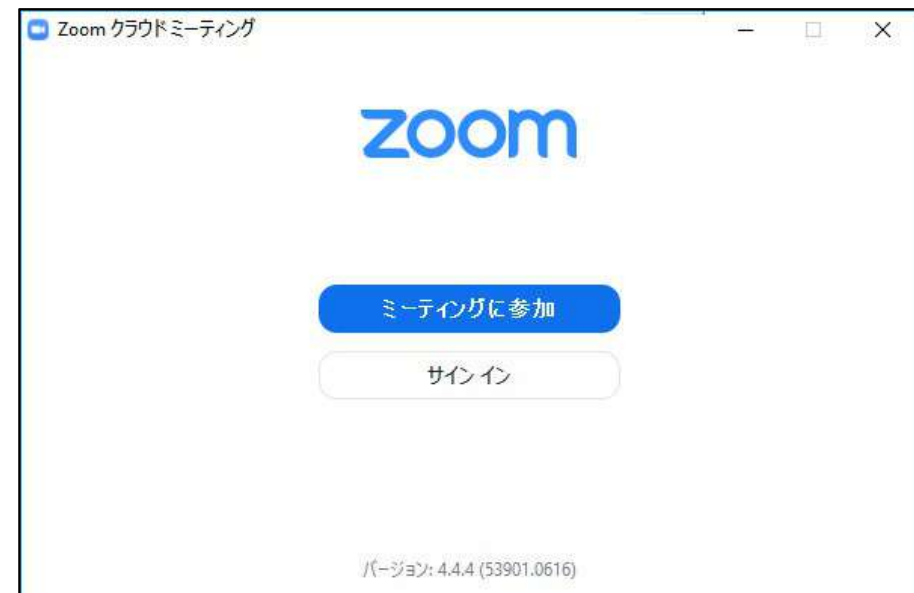 Zoom クラウド ミーティング
zoom
ミーティングに参加
サイン イン
バージョン: 4.4.4 (53901.0616)